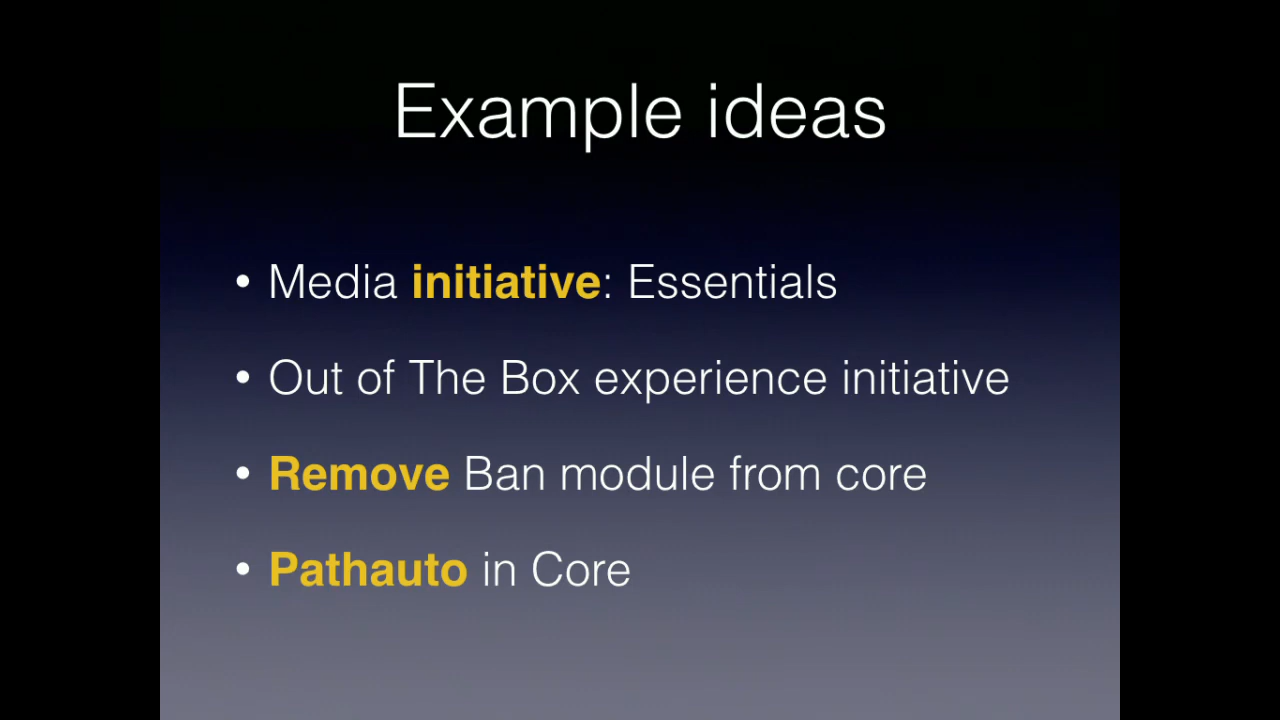 Example ideas
• Media initiative: Essentials
• Out of The Box experience initiative
• Remove Ban module from core
• Pathauto in Core